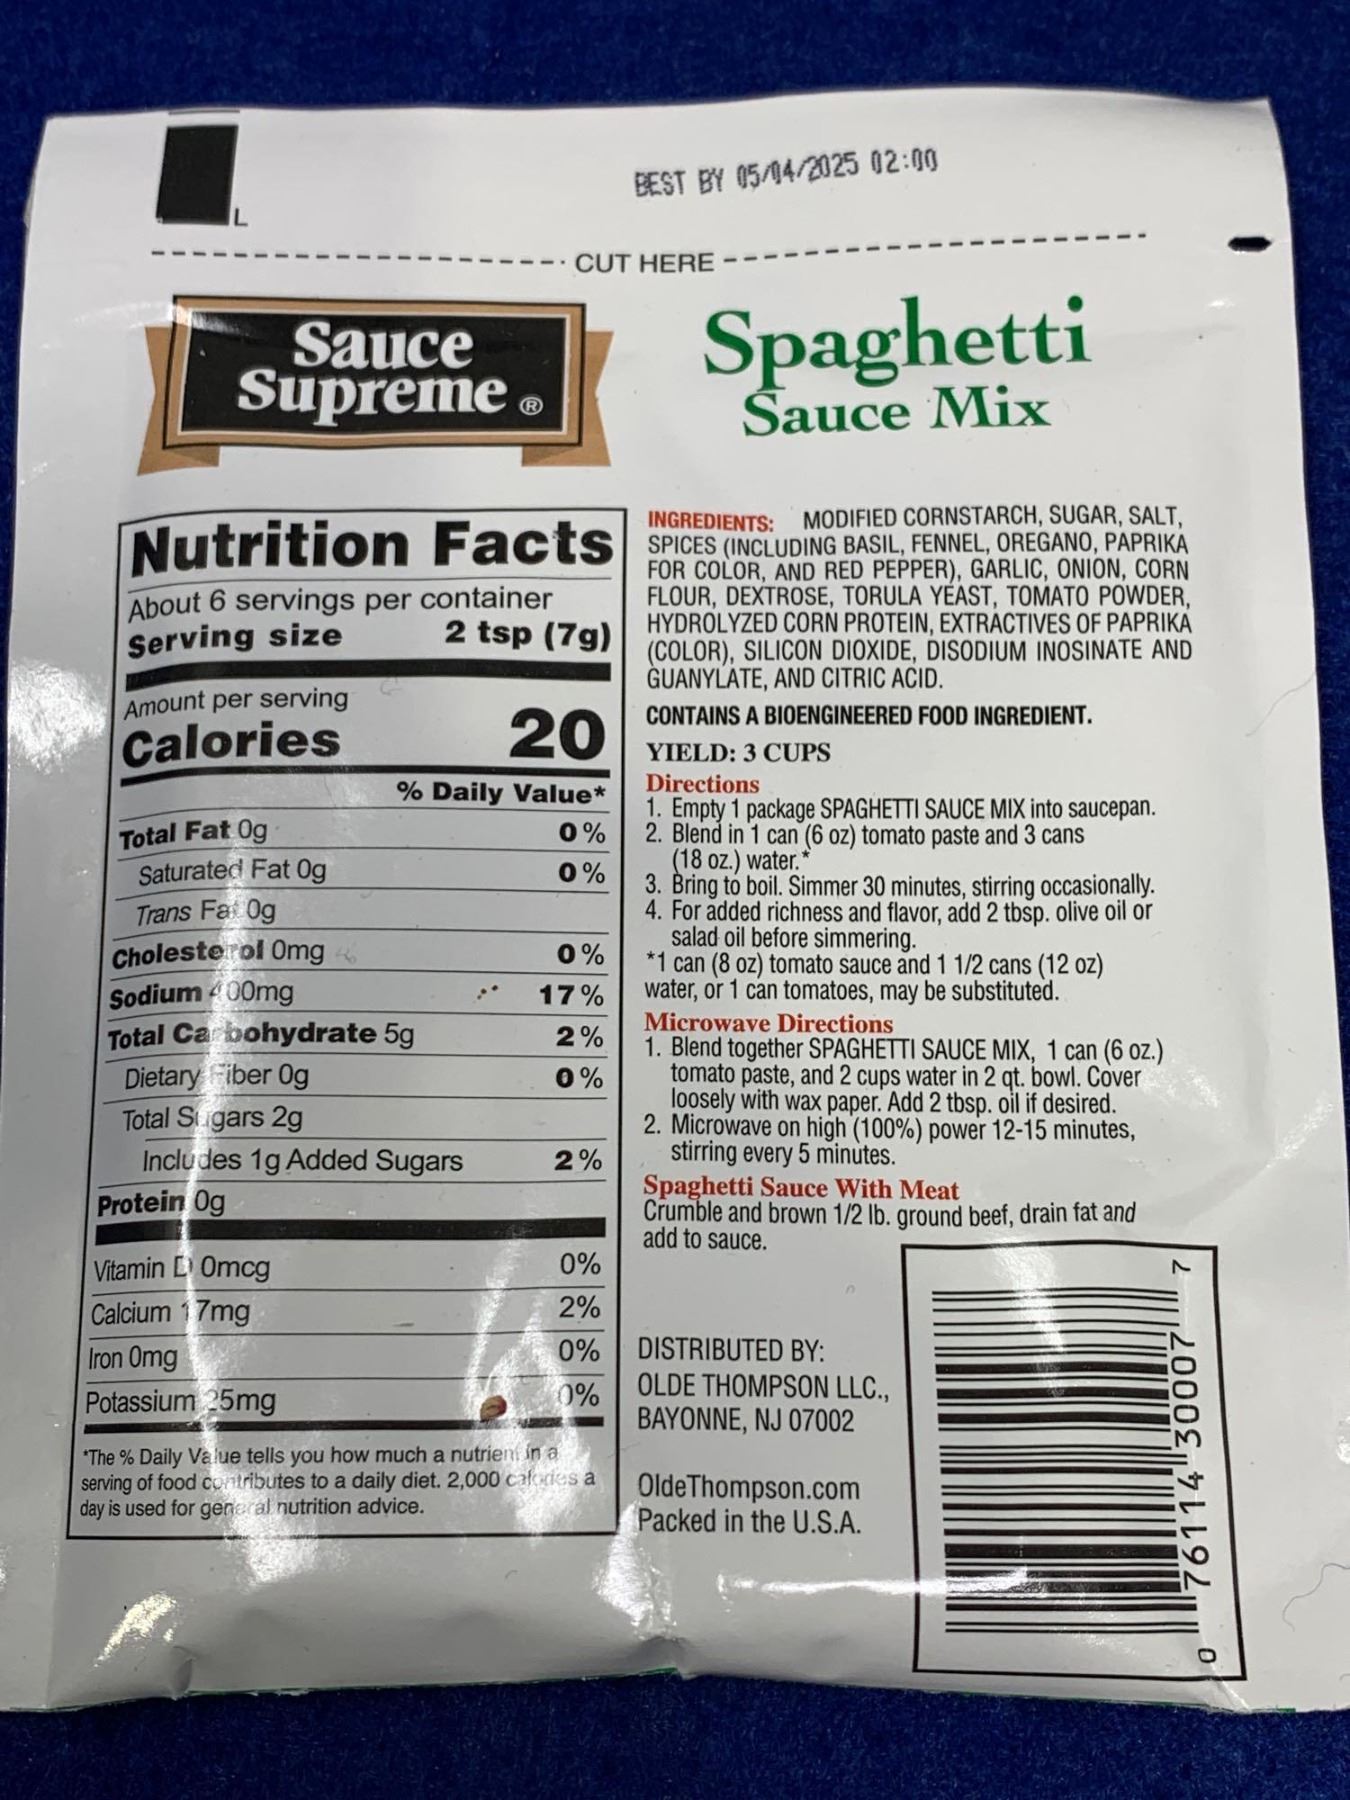 L
BEST BY 05/04/2025 02:00
CUT HERE
Sauce
Supreme ®
Spaghetti
Sauce Mix
Nutrition Facts
About 6 servings per container
Serving size 2 tsp (7g)
Amount per serving
Calories 20
% Daily Value*
Total Fat 0g 0%
Saturated Fat 0g 0%
Trans Fat 0g
Cholesterol 0mg 0%
Sodium 400mg 17%
Total Carbohydrate 5g 2%
Dietary Fiber 0g 0%
Total Sugars 2g
Includes 1g Added Sugars 2%
Protein 0g
Vitamin D 0mcg 0%
Calcium 17mg 2%
Iron 0mg 0%
Potassium 25mg 0%
*The % Daily Value tells you how much a nutrient in a
serving of food contributes to a daily diet. 2,000 calories a
day is used for general nutrition advice.
INGREDIENTS: MODIFIED CORNSTARCH, SUGAR, SALT,
SPICES (INCLUDING BASIL, FENNEL, OREGANO, PAPRIKA
FOR COLOR, AND RED PEPPER), GARLIC, ONION, CORN
FLOUR, DEXTROSE, TORULA YEAST, TOMATO POWDER,
HYDROLYZED CORN PROTEIN, EXTRACTIVES OF PAPRIKA
(COLOR), SILICON DIOXIDE, DISODIUM INOSINATE AND
GUANYLATE, AND CITRIC ACID.
CONTAINS A BIOENGINEERED FOOD INGREDIENT.
YIELD: 3 CUPS
Directions
1. Empty 1 package SPAGHETTI SAUCE MIX into saucepan.
2. Blend in 1 can (6 oz) tomato paste and 3 cans
(18 oz.) water.*
3. Bring to boil. Simmer 30 minutes, stirring occasionally.
4. For added richness and flavor, add 2 tbsp. olive oil or
salad oil before simmering.
*1 can (8 oz) tomato sauce and 1 1/2 cans (12 oz)
water, or 1 can tomatoes, may be substituted.
Microwave Directions
1. Blend together SPAGHETTI SAUCE MIX, 1 can (6 oz.)
tomato paste, and 2 cups water in 2 qt. bowl. Cover
loosely with wax paper. Add 2 tbsp. oil if desired.
2. Microwave on high (100%) power 12-15 minutes,
stirring every 5 minutes.
Spaghetti Sauce With Meat
Crumble and brown 1/2 lb. ground beef, drain fat and
add to sauce.
DISTRIBUTED BY:
OLDE THOMPSON LLC.,
BAYONNE, NJ 07002
OldeThompson.com
Packed in the U.S.A.
0 76114 30007 7